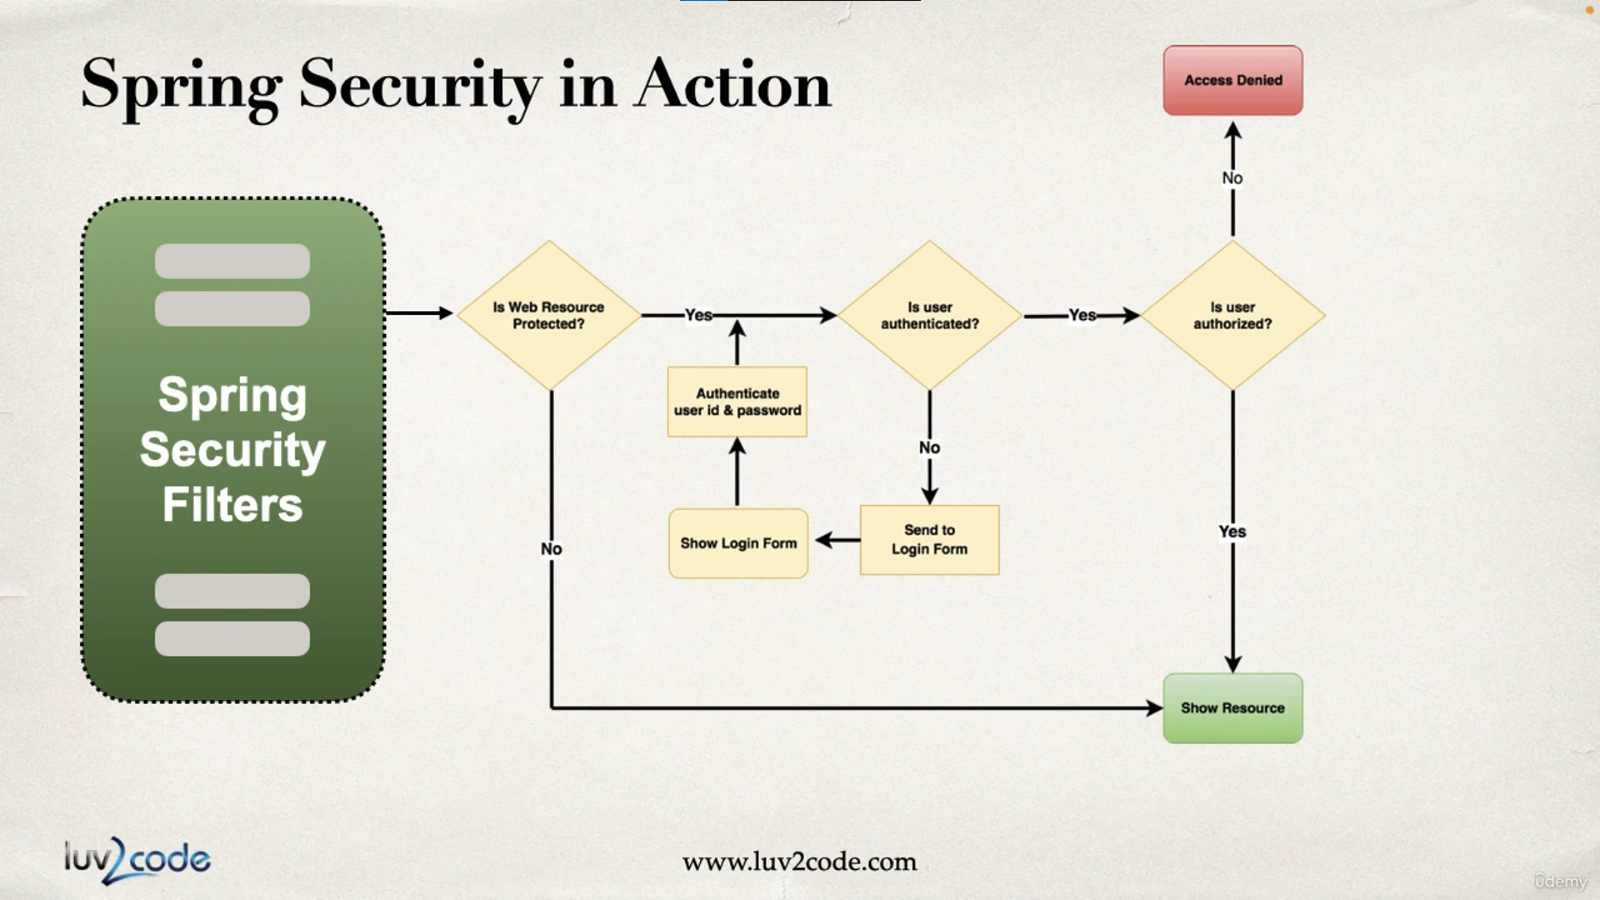 Spring Security in Action
Access Denied
No
Spring
Security
Filters
Is Web Resource
Protected?
Yes
Is user
authenticated?
Yes
Is user
authorized?
Authenticate
user id & password
No
Show Login Form
Send to
Login Form
No
Yes
Show Resource
luv2code
www.luv2code.com
ûdemy